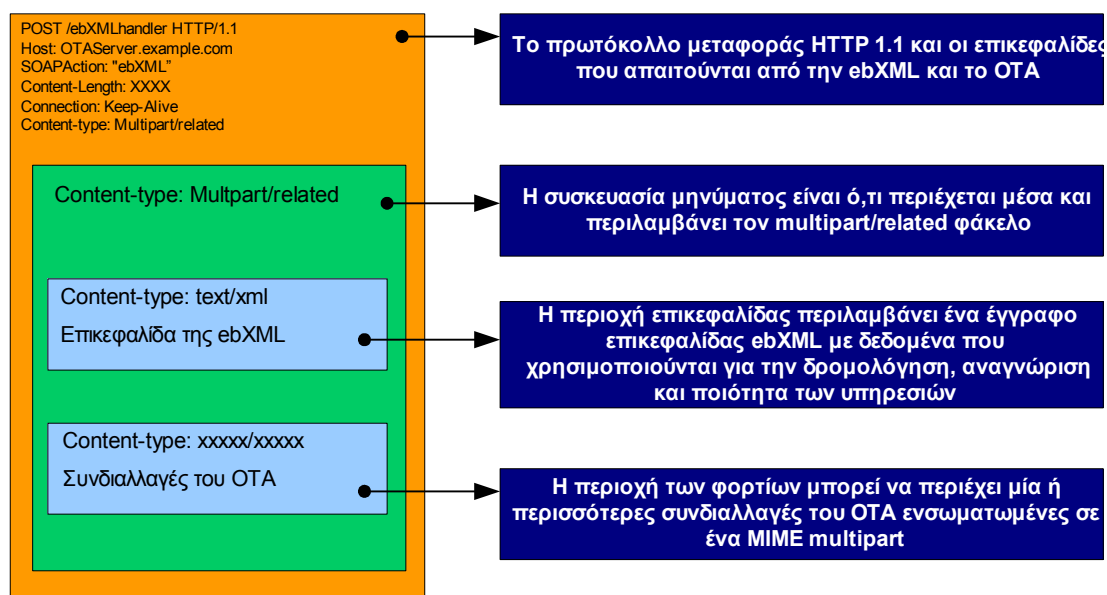 POST /ebXMLhandler HTTP/1.1
Host: OTAServer.example.com
SOAPAction: "ebXML”
Content-Length: XXXX
Connection: Keep-Alive
Content-type: Multipart/related
Το πρωτόκολλο μεταφοράς HTTP 1.1 και οι επικεφαλίδες
που απαιτούνται από την ebXML και το OTA
Content-type: Multpart/related
Η συσκευασία μηνύματος είναι ό,τι περιέχεται μέσα και
περιλαμβάνει τον multipart/related φάκελο
Content-type: text/xml
Επικεφαλίδα της ebXML
Η περιοχή επικεφαλίδας περιλαμβάνει ένα έγγραφο
επικεφαλίδας ebXML με δεδομένα που
χρησιμοποιούνται για την δρομολόγηση, αναγνώριση
και ποιότητα των υπηρεσιών
Content-type: xxxxx/xxxxx
Συνδιαλλαγές του OTA
Η περιοχή των φορτίων μπορεί να περιέχει μία ή
περισσότερες συνδιαλλαγές του OTA ενσωματωμένες σε
ένα MIME multipart